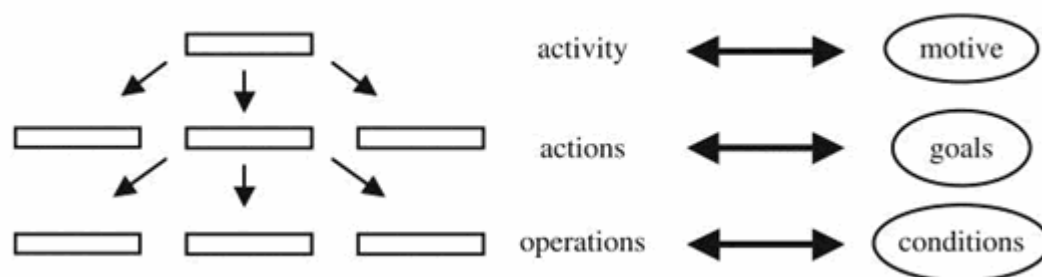 activity motive
actions goals
operations conditions